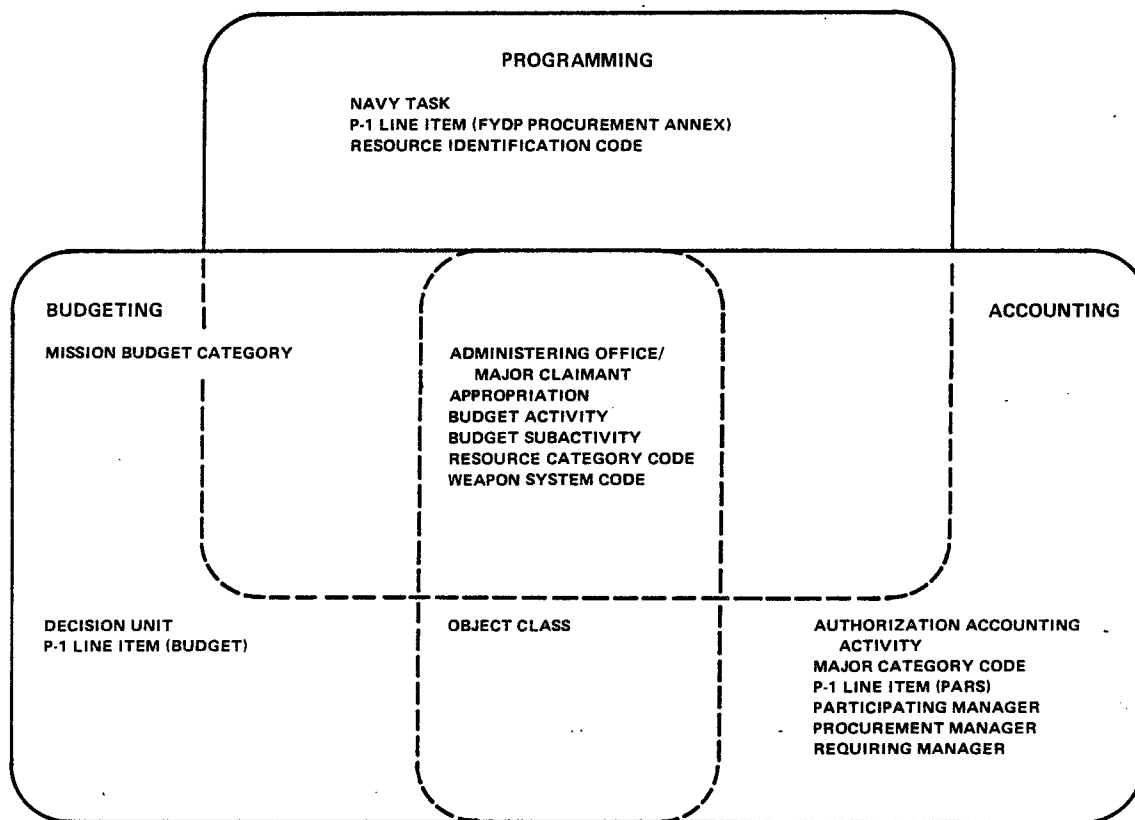 PROGRAMMING
NAVY TASK
P-1 LINE ITEM (FYDP PROCUREMENT ANNEX)
RESOURCE IDENTIFICATION CODE
BUDGETING
MISSION BUDGET CATEGORY
ADMINISTERING OFFICE/
MAJOR CLAIMANT
APPROPRIATION
BUDGET ACTIVITY
BUDGET SUBACTIVITY
RESOURCE CATEGORY CODE
WEAPON SYSTEM CODE
ACCOUNTING
DECISION UNIT
P-1 LINE ITEM (BUDGET)
OBJECT CLASS
AUTHORIZATION ACCOUNTING
ACTIVITY
MAJOR CATEGORY CODE
P-1 LINE ITEM (PARS)
PARTICIPATING MANAGER
PROCUREMENT MANAGER
REQUIRING MANAGER